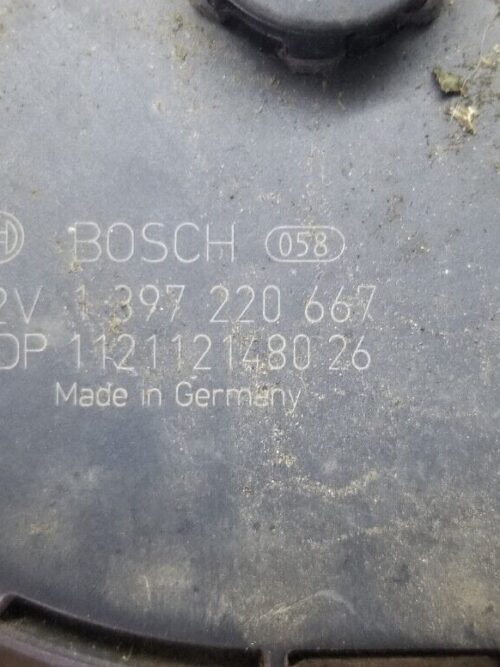 H BOSCH 058
2V 1 397 220 667
DP 1121121480 26
Made in Germany